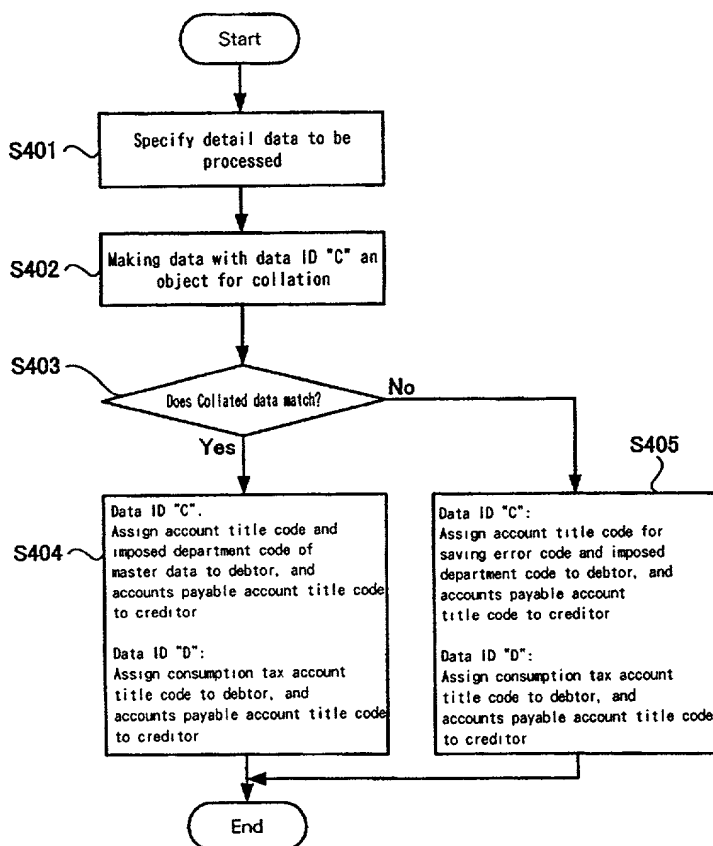 Start
S401
Specify detail data to be
processed
S402
Making data with data ID "C" an
object for collation
S403
Does Collated data match?
No
Yes
S404
Data ID "C".
Assign account title code and
imposed department code of
master data to debtor, and
accounts payable account title code
to creditor
Data ID "D":
Assign consumption tax account
title code to debtor, and
accounts payable account title code
to creditor
S405
Data ID "C":
Assign account title code for
saving error code and imposed
department code to debtor, and
accounts payable account
title code to creditor
Data ID "D":
Assign consumption tax account
title code to debtor, and
accounts payable account title code
to creditor
End